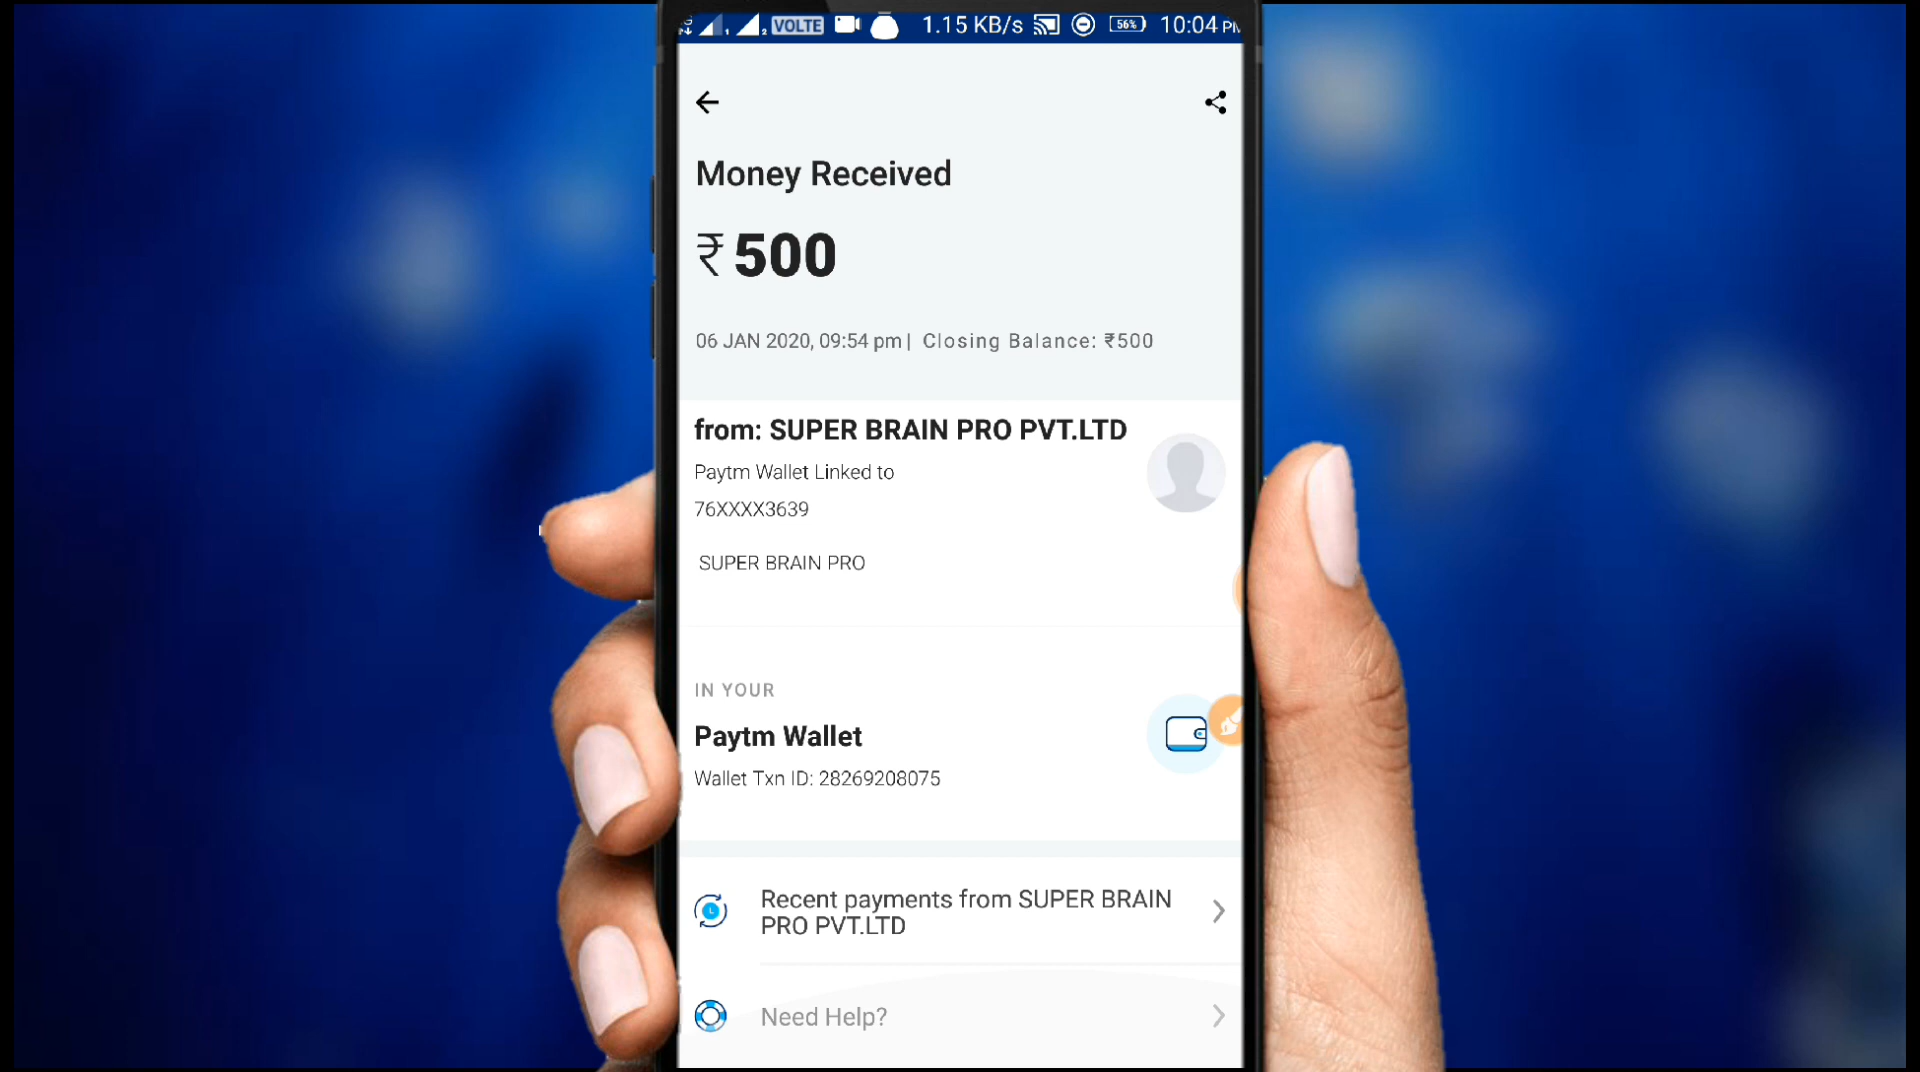 VOLTE 1.15 KB/s 56% 10:04 PM
Money Received
₹500
06 JAN 2020, 09:54 pm| Closing Balance: ₹500
from: SUPER BRAIN PRO PVT.LTD
Paytm Wallet Linked to
76XXXX3639
SUPER BRAIN PRO
IN YOUR
Paytm Wallet
Wallet Txn ID: 28269208075
Recent payments from SUPER BRAIN
PRO PVT.LTD
Need Help?